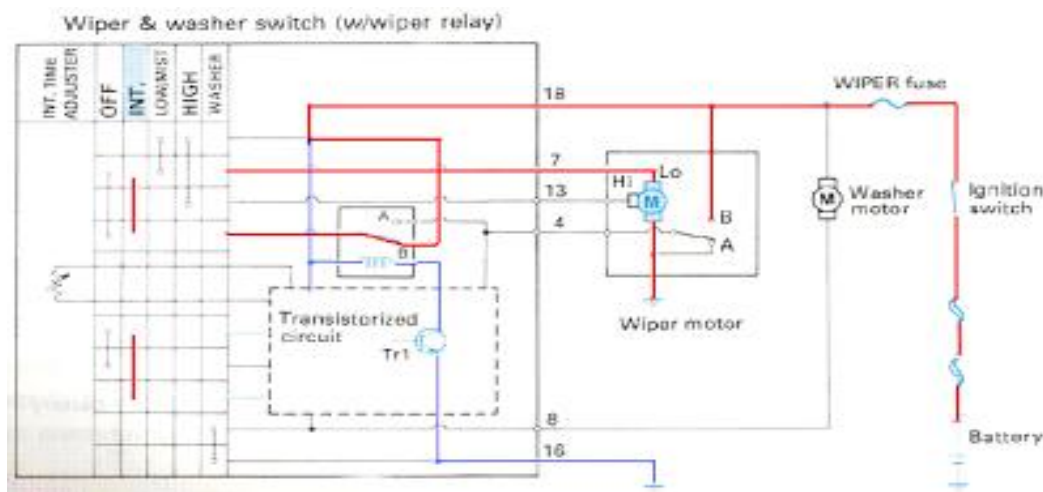 Wiper & washer switch (w/wiper relay)
INT. TIME
ADJUSTER
OFF
INT.
LOW/MIST
HIGH
WASHER
18
WIPER fuse
7
Hi
Lo
13
M
M
Washer
motor
Ignition
switch
A
4
B
B
A
Transistorized
circuit
Tr1
Wiper motor
8
Battery
16